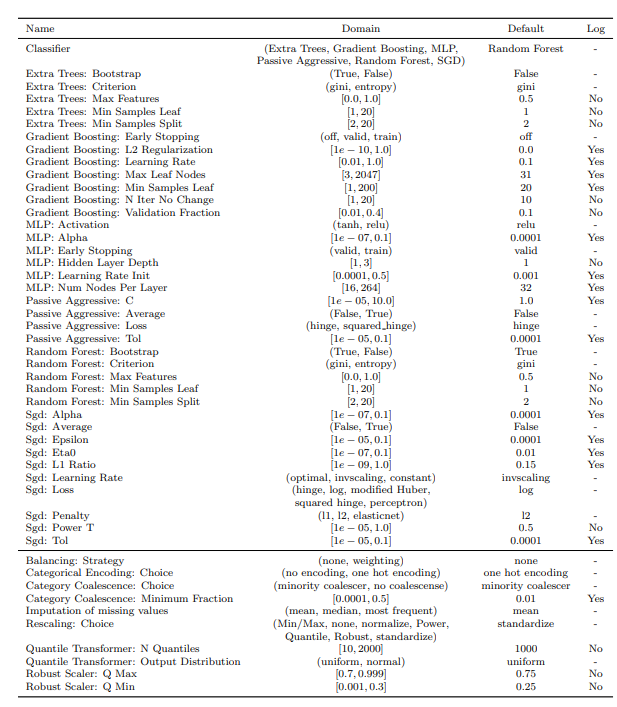 Name Domain Default Log
Classifier (Extra Trees, Gradient Boosting, MLP, Random Forest -
Passive Aggressive, Random Forest, SGD)
Extra Trees: Bootstrap (True, False) False -
Extra Trees: Criterion (gini, entropy) gini -
Extra Trees: Max Features [0.0, 1.0] 0.5 No
Extra Trees: Min Samples Leaf [1, 20] 1 No
Extra Trees: Min Samples Split [2, 20] 2 No
Gradient Boosting: Early Stopping (off, valid, train) off -
Gradient Boosting: L2 Regularization [1e − 10, 1.0] 0.0 Yes
Gradient Boosting: Learning Rate [0.01, 1.0] 0.1 Yes
Gradient Boosting: Max Leaf Nodes [3, 2047] 31 Yes
Gradient Boosting: Min Samples Leaf [1, 200] 20 Yes
Gradient Boosting: N Iter No Change [1, 20] 10 No
Gradient Boosting: Validation Fraction [0.01, 0.4] 0.1 No
MLP: Activation (tanh, relu) relu -
MLP: Alpha [1e − 07, 0.1] 0.0001 Yes
MLP: Early Stopping (valid, train) valid -
MLP: Hidden Layer Depth [1, 3] 1 No
MLP: Learning Rate Init [0.0001, 0.5] 0.001 Yes
MLP: Num Nodes Per Layer [16, 264] 32 Yes
Passive Aggressive: C [1e − 05, 10.0] 1.0 Yes
Passive Aggressive: Average (False, True) False -
Passive Aggressive: Loss (hinge, squared_hinge) hinge -
Passive Aggressive: Tol [1e − 05, 0.1] 0.0001 Yes
Random Forest: Bootstrap (True, False) True -
Random Forest: Criterion (gini, entropy) gini -
Random Forest: Max Features [0.0, 1.0] 0.5 No
Random Forest: Min Samples Leaf [1, 20] 1 No
Random Forest: Min Samples Split [2, 20] 2 No
Sgd: Alpha [1e − 07, 0.1] 0.0001 Yes
Sgd: Average (False, True) False -
Sgd: Epsilon [1e − 05, 0.1] 0.0001 Yes
Sgd: Eta0 [1e − 07, 0.1] 0.01 Yes
Sgd: L1 Ratio [1e − 09, 1.0] 0.15 Yes
Sgd: Learning Rate (optimal, invscaling, constant) invscaling -
Sgd: Loss (hinge, log, modified Huber, log -
squared hinge, perceptron)
Sgd: Penalty (l1, l2, elasticnet) l2 -
Sgd: Power T [1e − 05, 1.0] 0.5 No
Sgd: Tol [1e − 05, 0.1] 0.0001 Yes
Balancing: Strategy (none, weighting) none -
Categorical Encoding: Choice (no encoding, one hot encoding) one hot encoding -
Category Coalescence: Choice (minority coalescer, no coalescense) minority coalescer -
Category Coalescence: Minimum Fraction [0.0001, 0.5] 0.01 Yes
Imputation of missing values (mean, median, most frequent) mean -
Rescaling: Choice (Min/Max, none, normalize, Power, standardize -
Quantile, Robust, standardize)
Quantile Transformer: N Quantiles [10, 2000] 1000 No
Quantile Transformer: Output Distribution (uniform, normal) uniform -
Robust Scaler: Q Max [0.7, 0.999] 0.75 No
Robust Scaler: Q Min [0.001, 0.3] 0.25 No